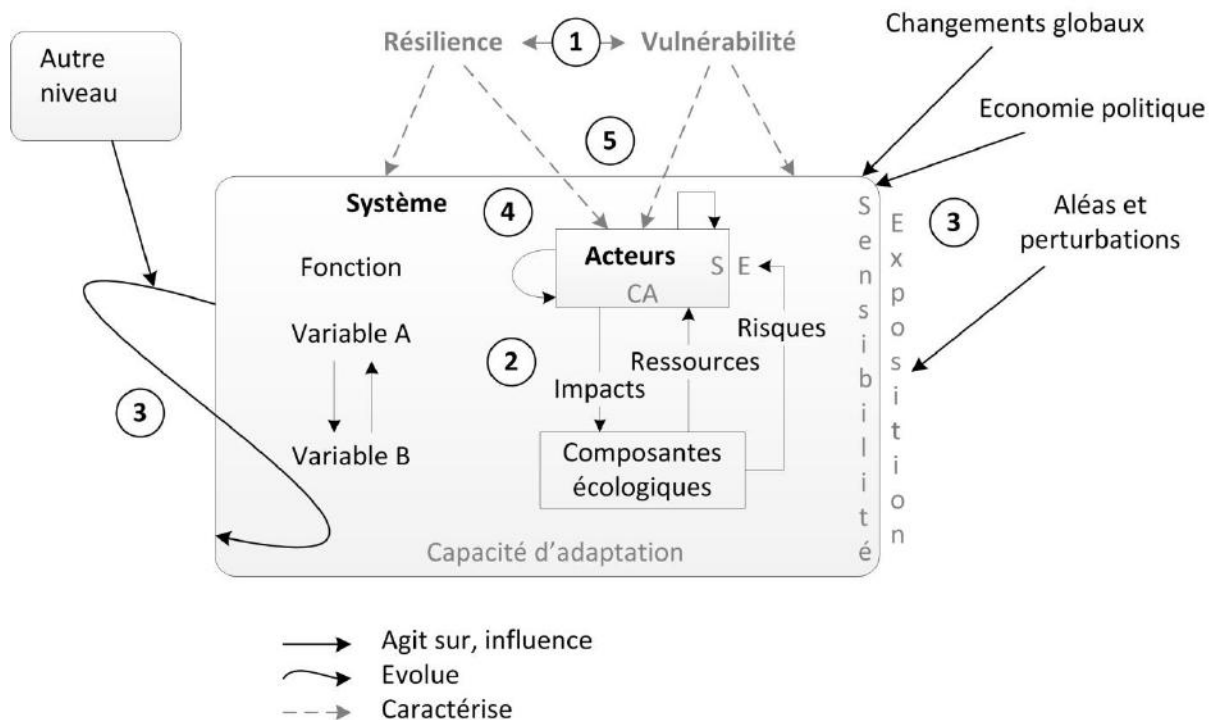 Autre
niveau
Résilience
1
Vulnérabilité
Changements globaux
Economie politique
5
Système
4
Sensibilité
Exposition
3
Aléas et
perturbations
Fonction
Acteurs
S E
CA
Risques
Variable A
2
Ressources
Impacts
3
Variable B
Composantes
écologiques
Capacité d'adaptation
Agit sur, influence
Evolue
Caractérise